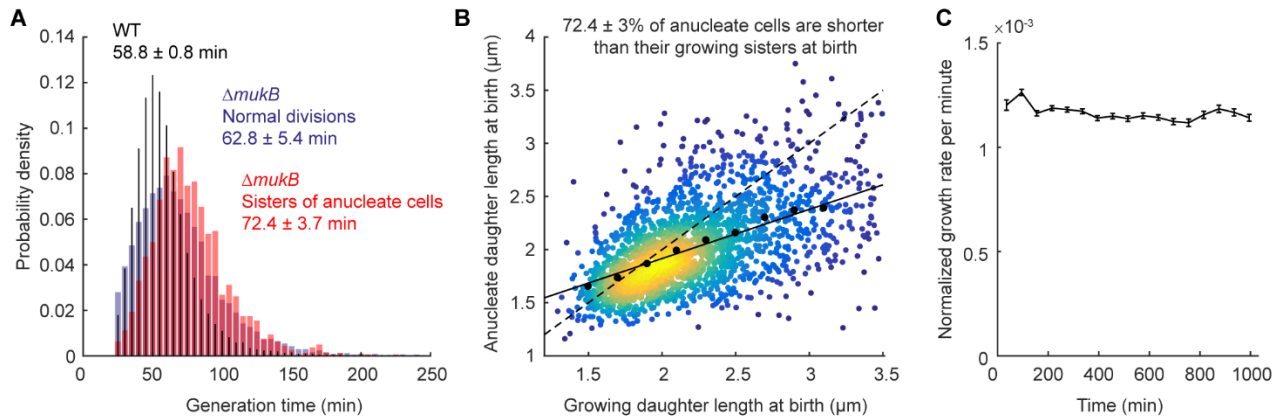 A
WT
58.8 ± 0.8 min
ΔmukB
Normal divisions
62.8 ± 5.4 min
ΔmukB
Sisters of anucleate cells
72.4 ± 3.7 min
Probability density
0.14
0.12
0.1
0.08
0.06
0.04
0.02
0
0 50 100 150 200 250
Generation time (min)
B
72.4 ± 3% of anucleate cells are shorter
than their growing sisters at birth
Anucleate daughter length at birth (µm)
4
3.5
3
2.5
2
1.5
1
1.5 2.0 2.5 3.0 3.5
Growing daughter length at birth (µm)
C
×10⁻³
Normalized growth rate per minute
1.5
1
0.5
0
0 200 400 600 800 1000
Time (min)